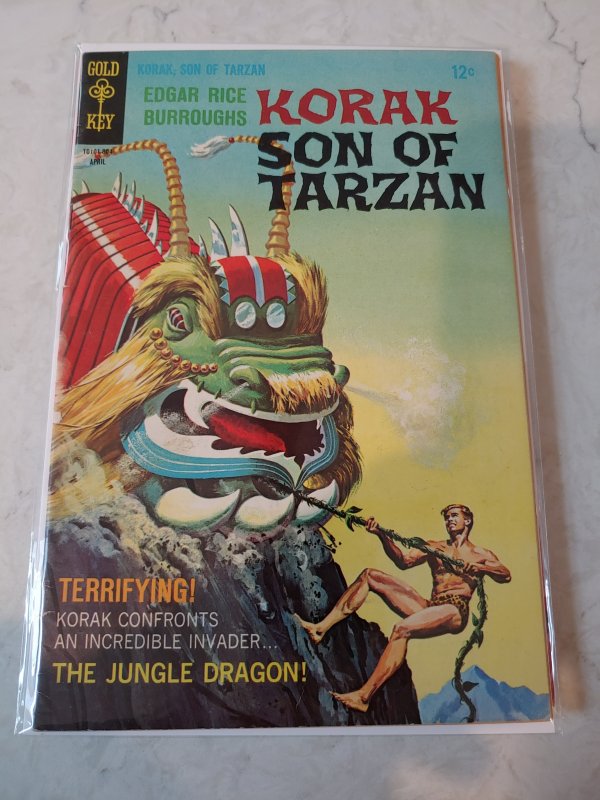 GOLD
KEY
KORAK, SON OF TARZAN
12¢
EDGAR RICE
BURROUGHS
KORAK
SON OF
TARZAN
APRIL
TERRIFYING!
KORAK CONFRONTS
AN INCREDIBLE INVADER...
THE JUNGLE DRAGON!